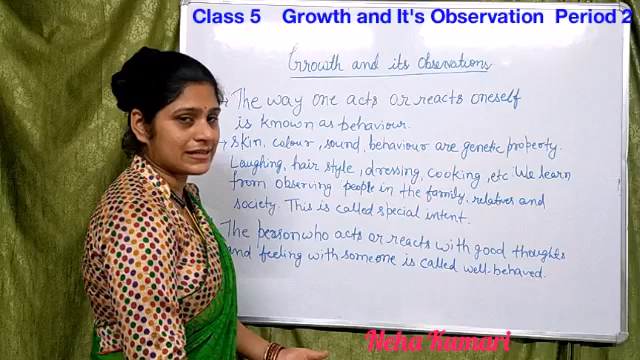 Class 5 Growth and It's Observation Period 2
Growth and its Observations
The way one acts or reacts oneself
is known as behaviour.
→ Skin, colour, sound, behaviour are genetic property.
Laughing, hair style, dressing, cooking, etc. We learn
from observing people in the family, relatives and
society. This is called special intent.
The person who acts or reacts with good thoughts
and feeling with someone is called well-behaved.
Neha Kumari